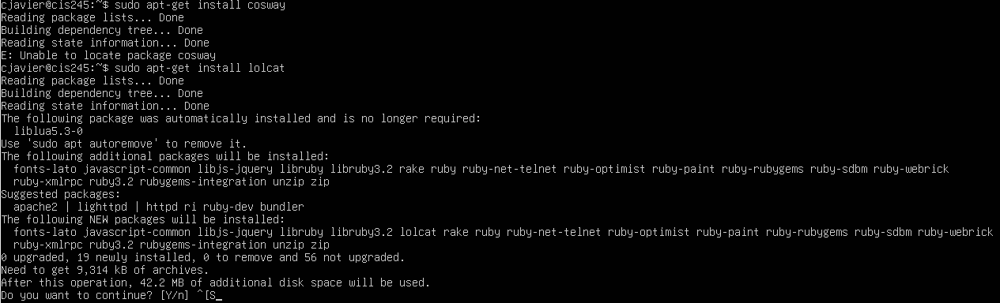 cjavier@cis245:~$ sudo apt-get install cosway
Reading package lists... Done
Building dependency tree... Done
Reading state information... Done
E: Unable to locate package cosway
cjavier@cis245:~$ sudo apt-get install lolcat
Reading package lists... Done
Building dependency tree... Done
Reading state information... Done
The following package was automatically installed and is no longer required:
  liblua5.3-0
Use 'sudo apt autoremove' to remove it.
The following additional packages will be installed:
  fonts-lato javascript-common libjs-jquery libruby libruby3.2 rake ruby ruby-net-telnet ruby-optimist ruby-paint ruby-rubygems ruby-sdbm ruby-webrick
  ruby-xmlrpc ruby3.2 rubygems-integration unzip zip
Suggested packages:
  apache2 | lighttpd | httpd ri ruby-dev bundler
The following NEW packages will be installed:
  fonts-lato javascript-common libjs-jquery libruby libruby3.2 lolcat rake ruby ruby-net-telnet ruby-optimist ruby-paint ruby-rubygems ruby-sdbm ruby-webrick
  ruby-xmlrpc ruby3.2 rubygems-integration unzip zip
0 upgraded, 19 newly installed, 0 to remove and 56 not upgraded.
Need to get 9,314 kB of archives.
After this operation, 42.2 MB of additional disk space will be used.
Do you want to continue? [Y/n] ^[S_